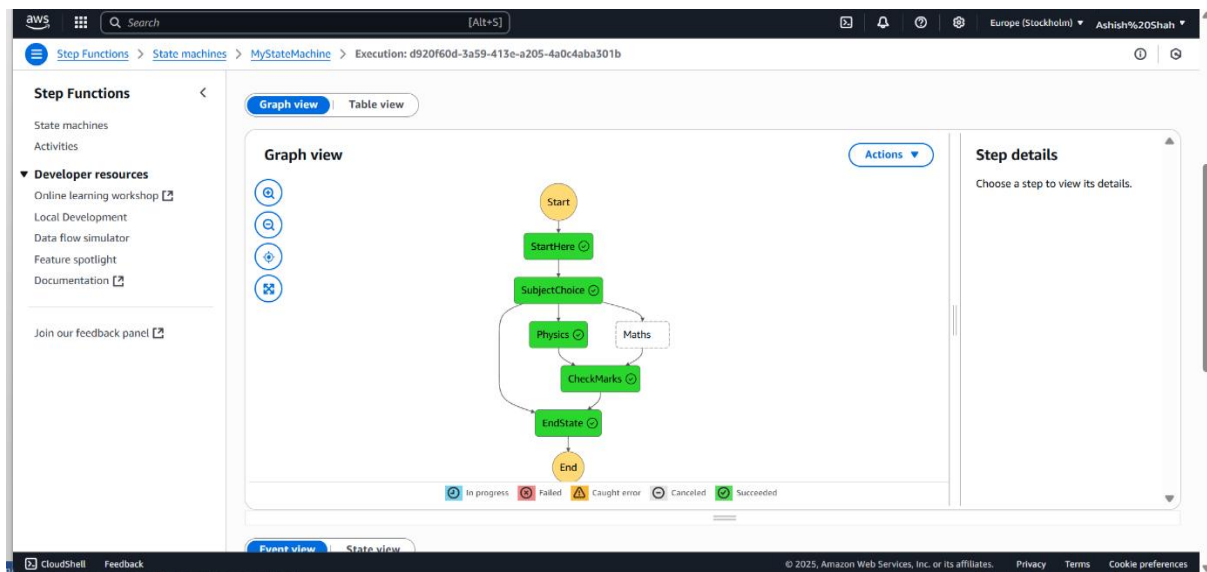 aws Search [Alt+S] Europe (Stockholm) ▼ Ashish%20Shah ▼
Step Functions > State machines > MyStateMachine > Execution: d920f60d-3a59-413e-a205-4a0c4aba301b
Step Functions
State machines
Activities
Developer resources
Online learning workshop
Local Development
Data flow simulator
Feature spotlight
Documentation
Join our feedback panel
Graph view Table view
Graph view Actions ▼
Start
StartHere
SubjectChoice
Physics Maths
CheckMarks
EndState
End
In progress Failed Caught error Canceled Succeeded
Step details
Choose a step to view its details.
Event view State view
CloudShell Feedback © 2025, Amazon Web Services, Inc. or its affiliates. Privacy Terms Cookie preferences